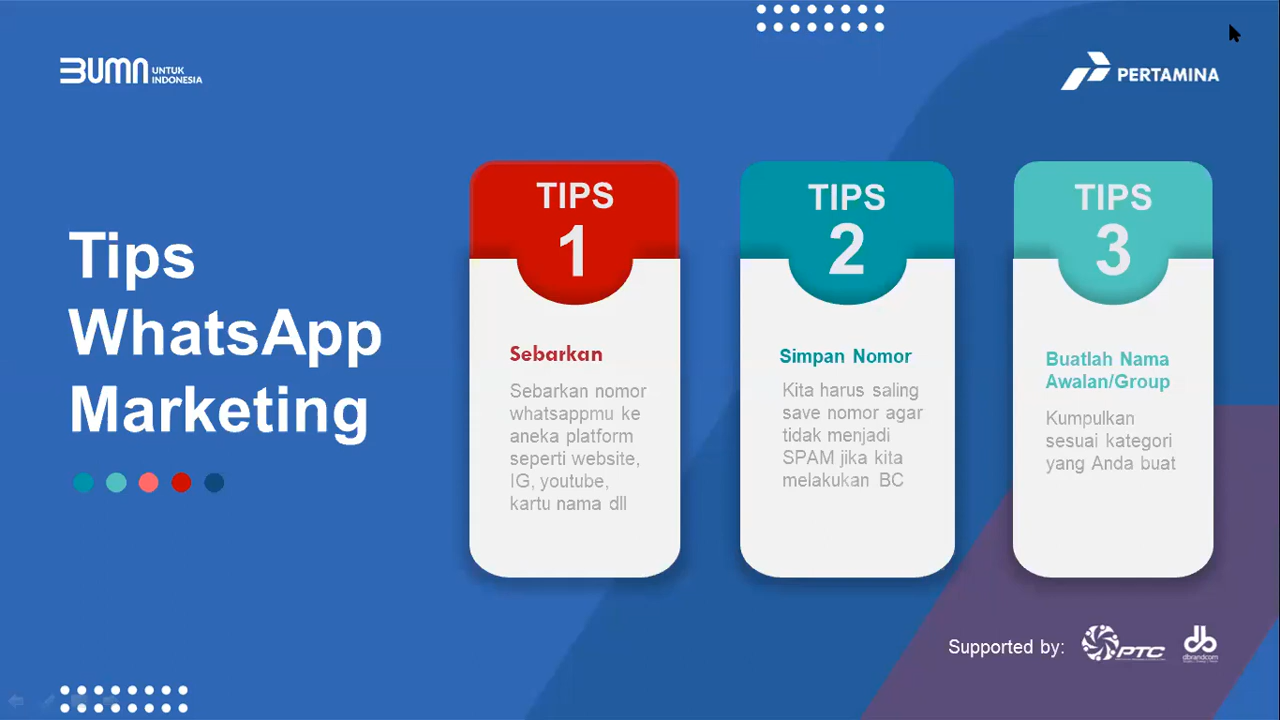 BUMN UNTUK
INDONESIA
PERTAMINA
Tips
WhatsApp
Marketing
TIPS
1
Sebarkan
Sebarkan nomor
whatsappmu ke
aneka platform
seperti website,
IG, youtube,
kartu nama dll
TIPS
2
Simpan Nomor
Kita harus saling
save nomor agar
tidak menjadi
SPAM jika kita
melakukan BC
TIPS
3
Buatlah Nama
Awalan/Group
Kumpulkan
sesuai kategori
yang Anda buat
Supported by:
PTC
dbrandcom